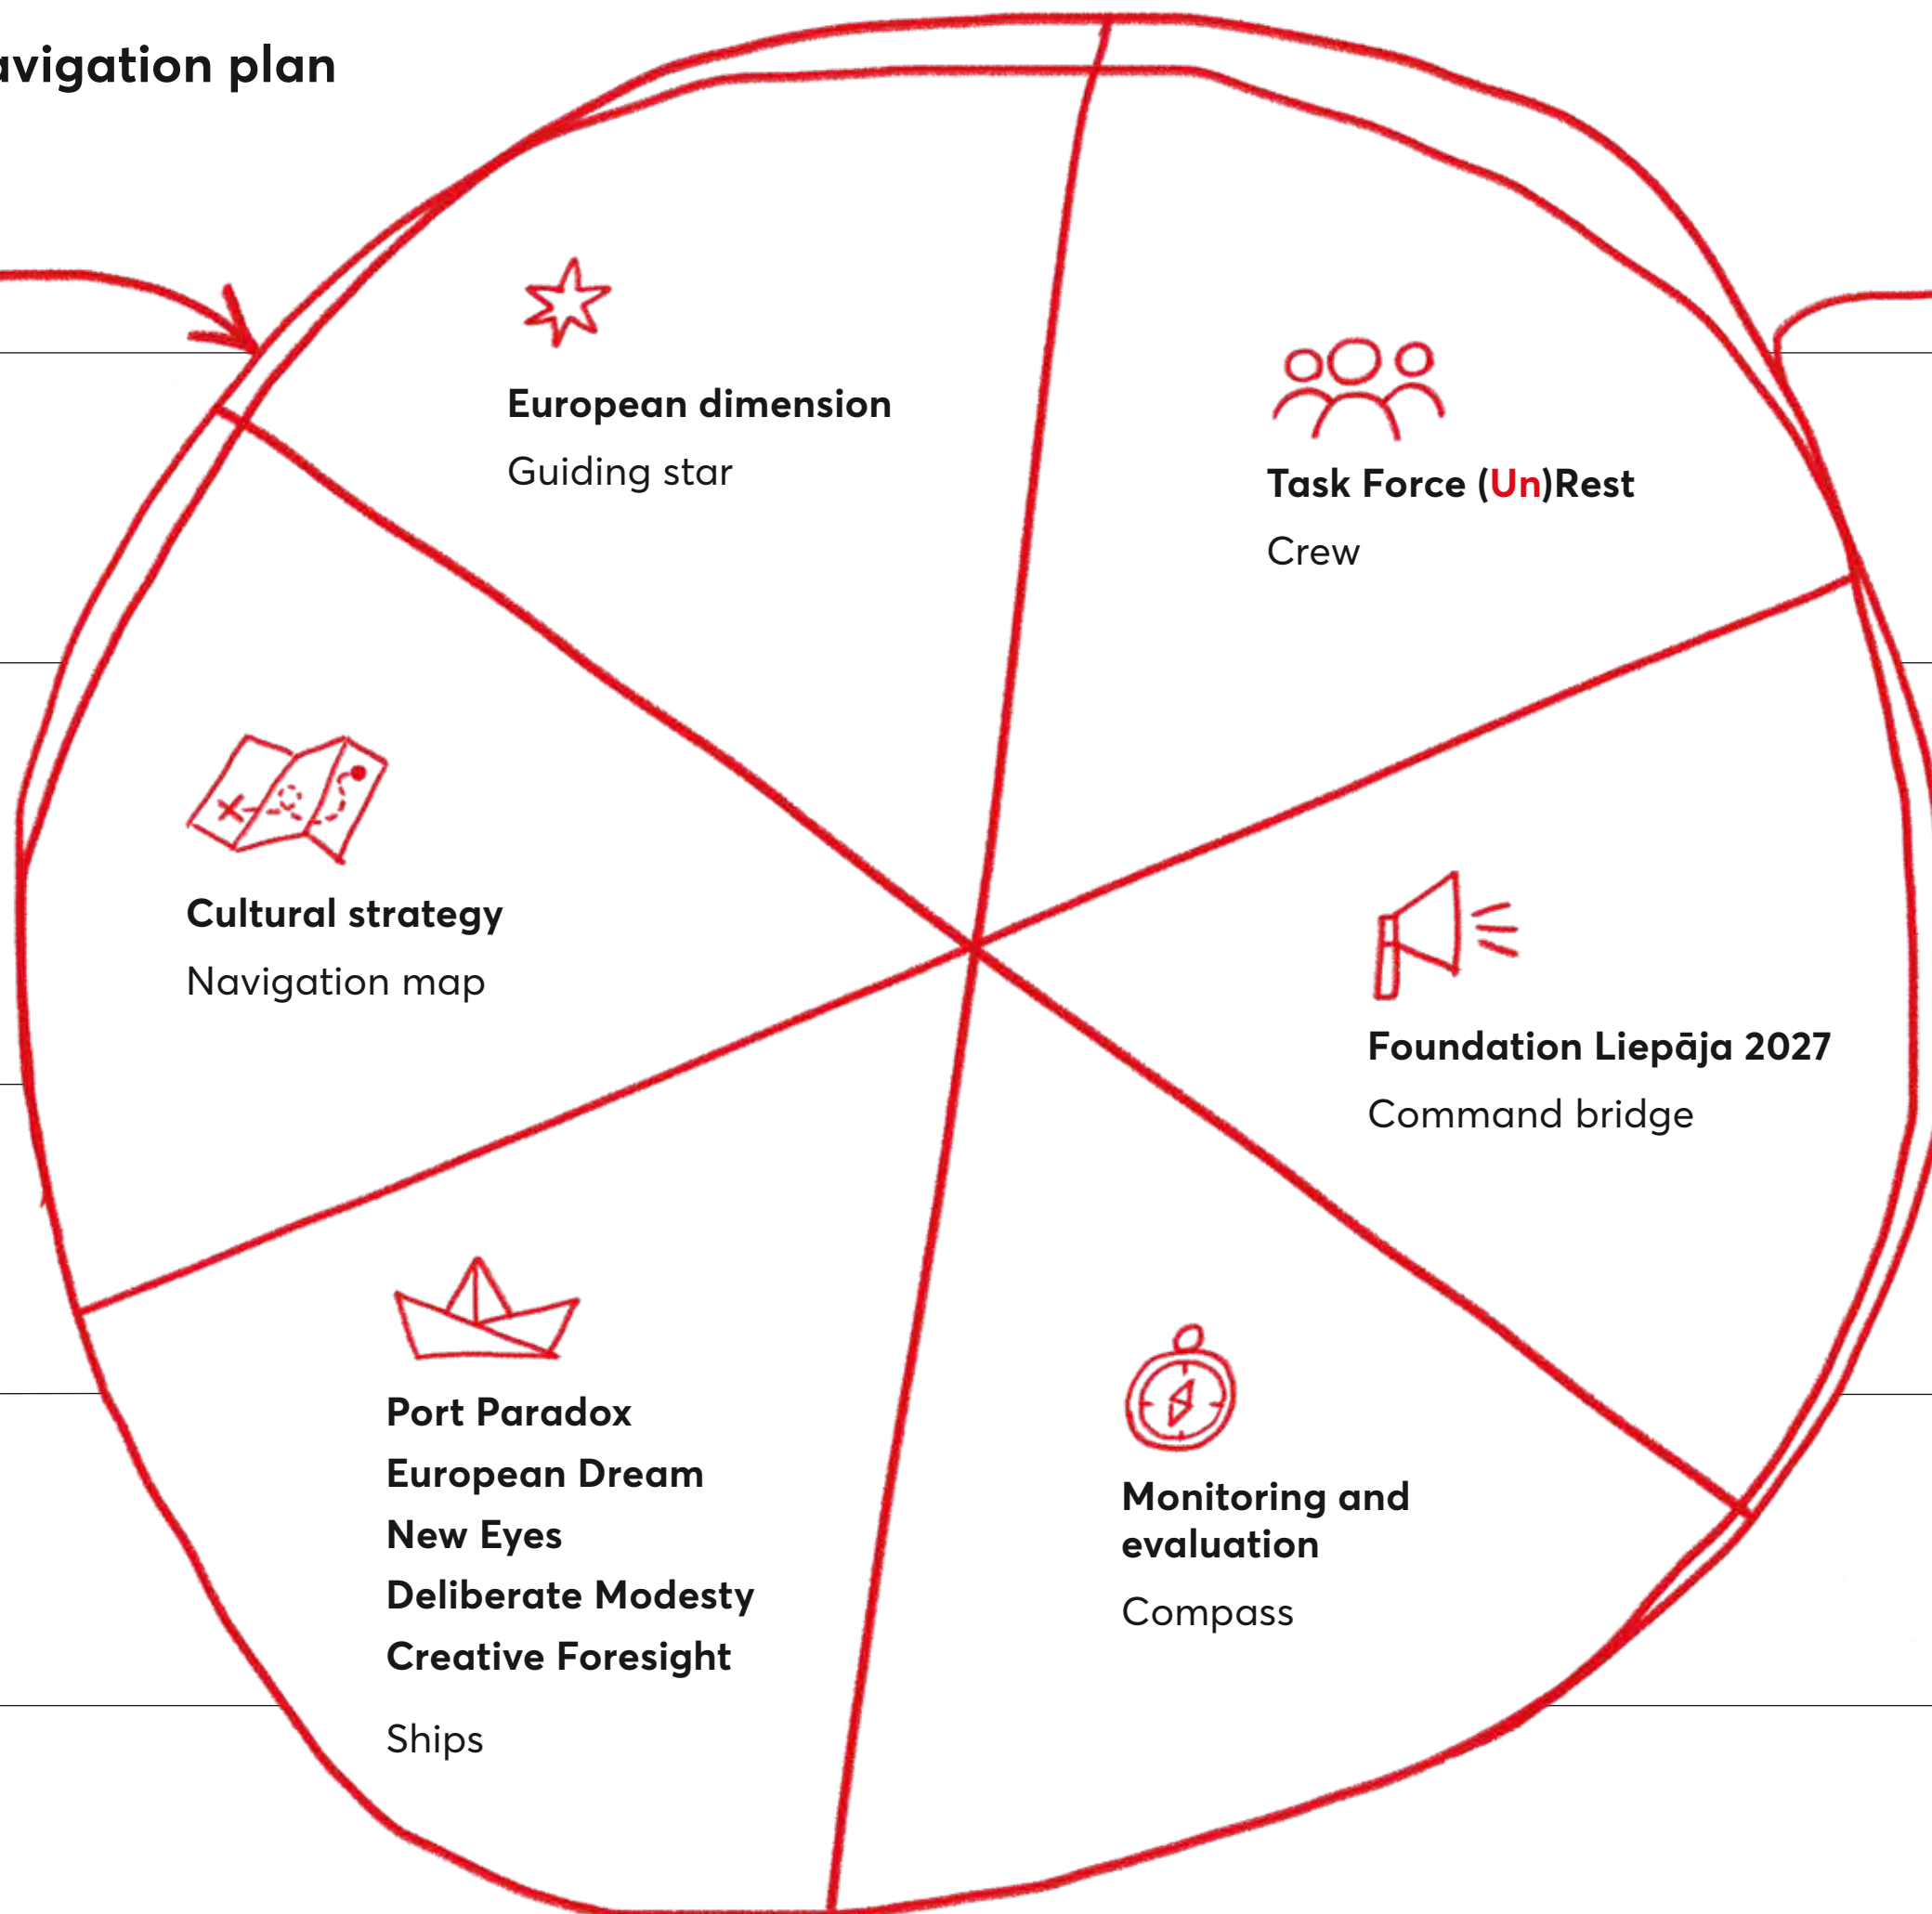 avigation plan
European dimension
Guiding star
Task Force (Un)Rest
Crew
Cultural strategy
Navigation map
Foundation Liepāja 2027
Command bridge
Port Paradox
European Dream
New Eyes
Deliberate Modesty
Creative Foresight
Ships
Monitoring and
evaluation
Compass